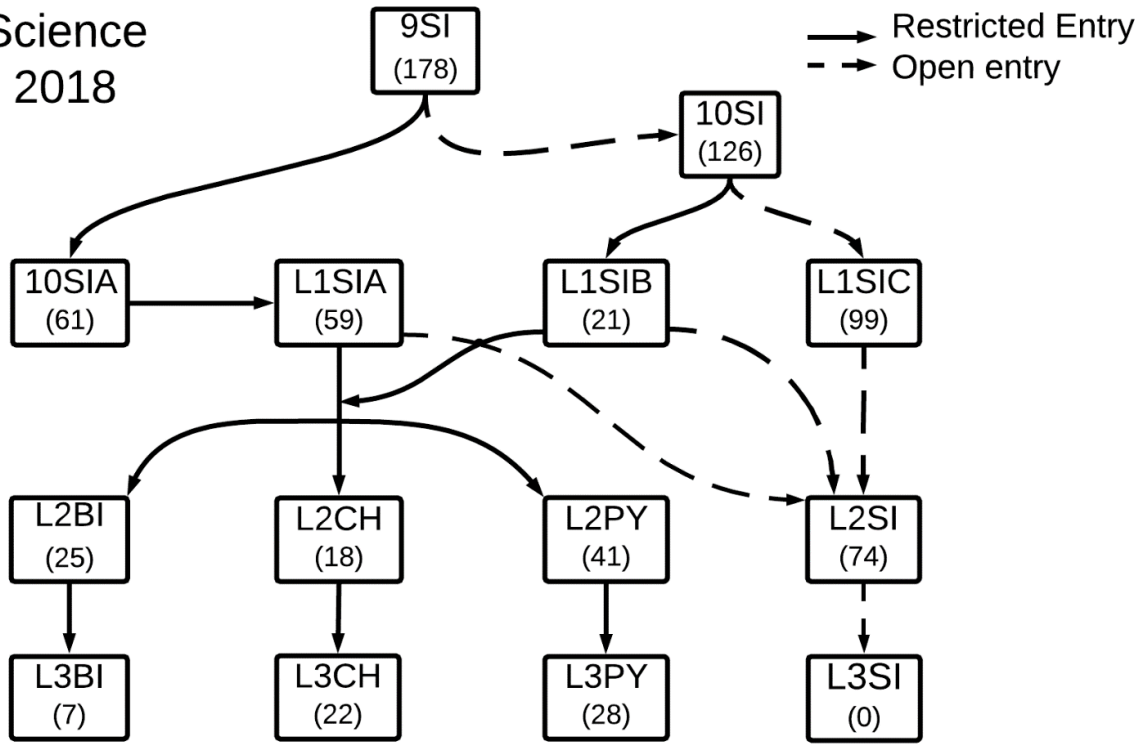 Science
2018
9SI
(178)
Restricted Entry
Open entry
10SI
(126)
10SIA
(61)
L1SIA
(59)
L1SIB
(21)
L1SIC
(99)
L2BI
(25)
L2CH
(18)
L2PY
(41)
L2SI
(74)
L3BI
(7)
L3CH
(22)
L3PY
(28)
L3SI
(0)